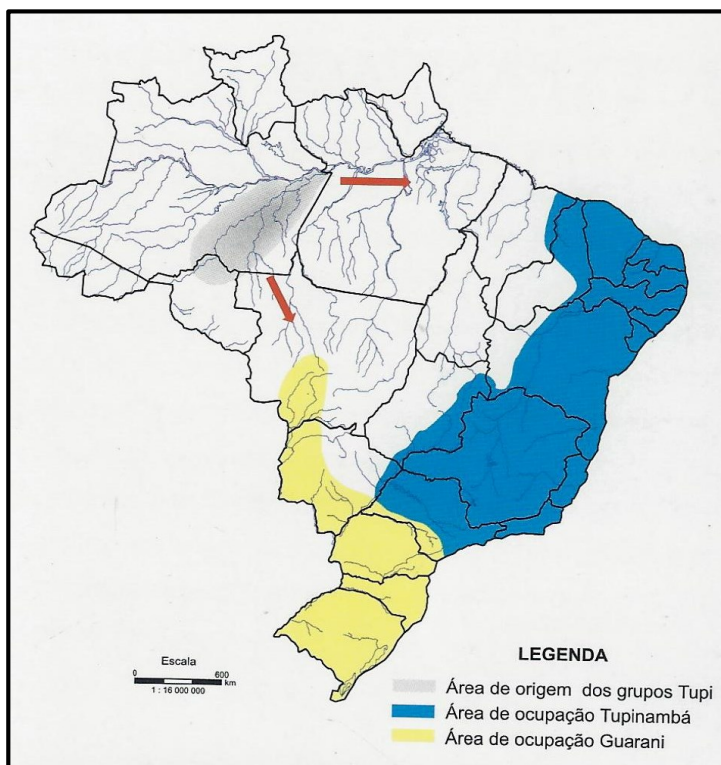 Escala
0 600
km
1 : 16 000 000
LEGENDA
Área de origem dos grupos Tupi
Área de ocupação Tupinambá
Área de ocupação Guarani